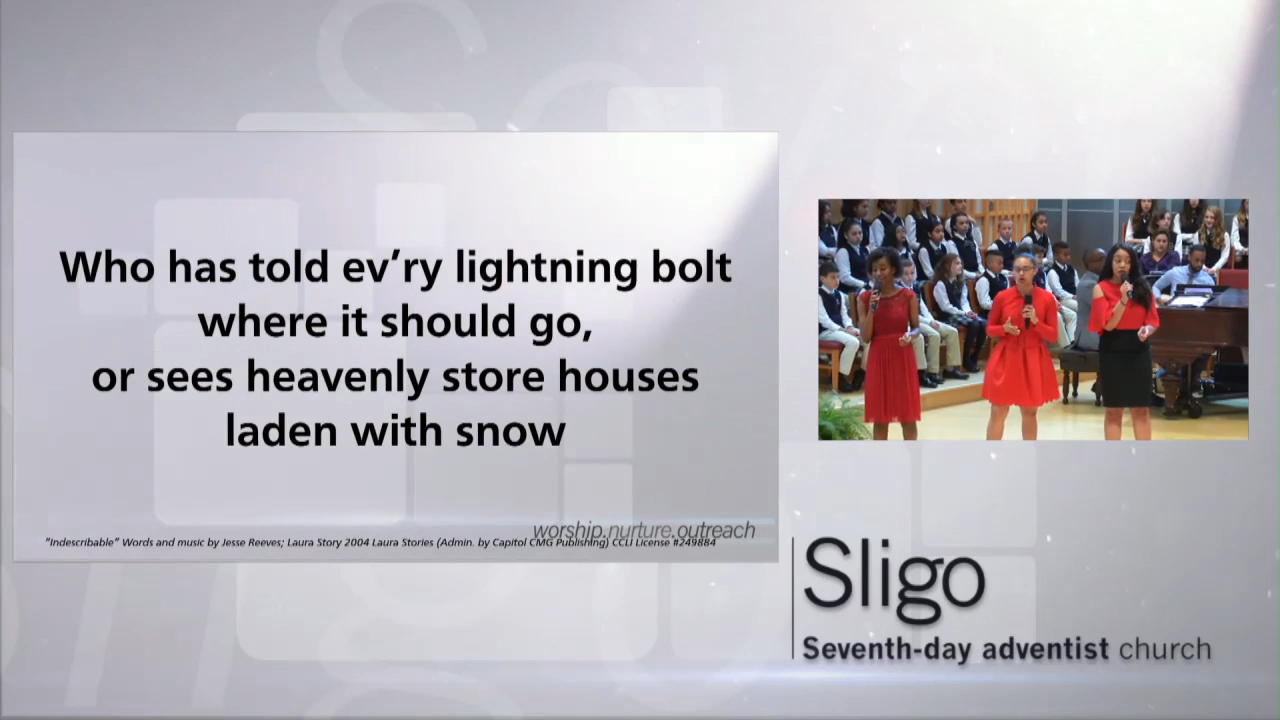 Who has told ev’ry lightning bolt
where it should go,
or sees heavenly store houses
laden with snow
worship.nurture.outreach
"Indescribable" Words and music by Jesse Reeves; Laura Story 2004 Laura Stories (Admin. by Capitol CMG Publishing) CCLI License #249884
Sligo
Seventh-day adventist church